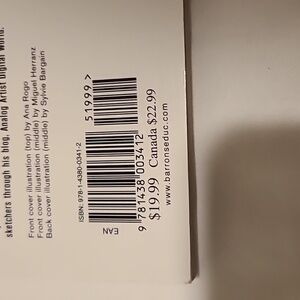 sketchers through his blog, Analog Artist Digital World.
Front cover illustration (top) by Ana Rogo
Front cover illustration (middle) by Miguel Herranz
Back cover illustration (middle) by Sylvie Bargain
ISBN: 978-1-4380-0341-2
51999>
EAN
9 781438 003412
$19.99 Canada $22.99
www.barronseduc.com